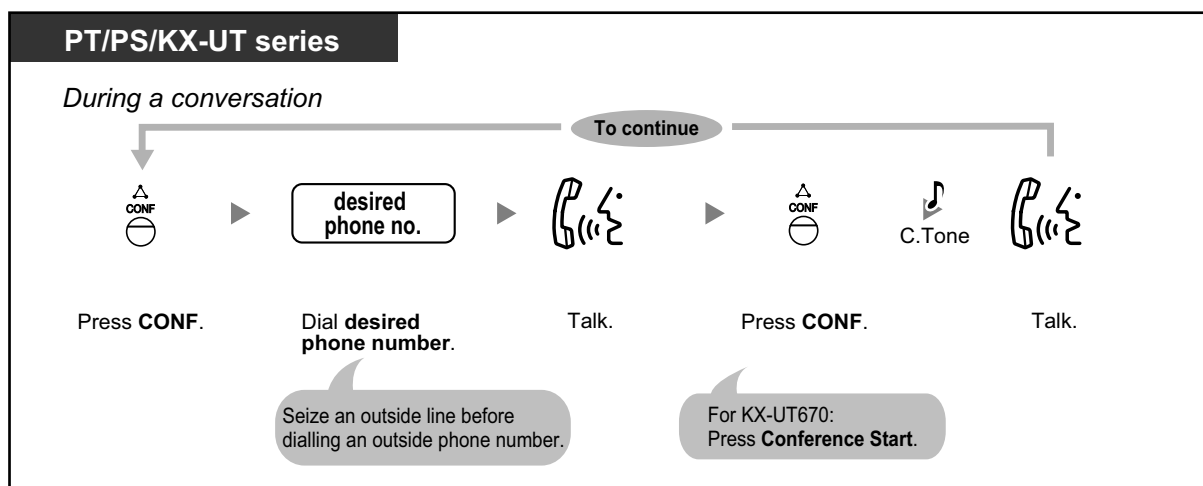 PT/PS/KX-UT series
During a conversation
To continue
CONF
desired
phone no.
CONF
C.Tone
Press CONF.
Dial desired
phone number.
Talk.
Press CONF.
Talk.
Seize an outside line before
dialling an outside phone number.
For KX-UT670:
Press Conference Start.